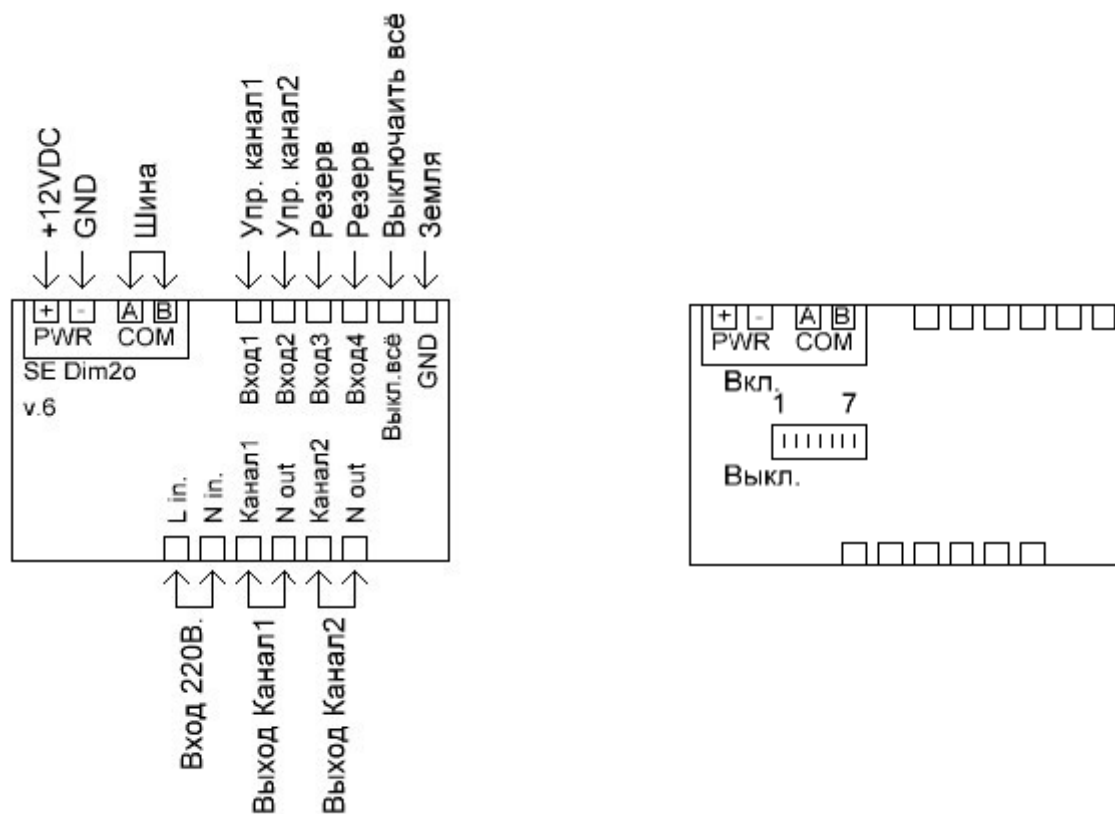 +12VDC
GND
Шина
Упр. канал1
Упр. канал2
Резерв
Резерв
Выключаить всё
Земля
+ - A B
PWR COM
SE Dim2o
v.6
Вход1
Вход2
Вход3
Вход4
Выкл.всё
GND
L in.
N in.
Канал1
N out
Канал2
N out
Вход 220В.
Выход Канал1
Выход Канал2
+ - A B
PWR COM
Вкл.
1 7
Выкл.